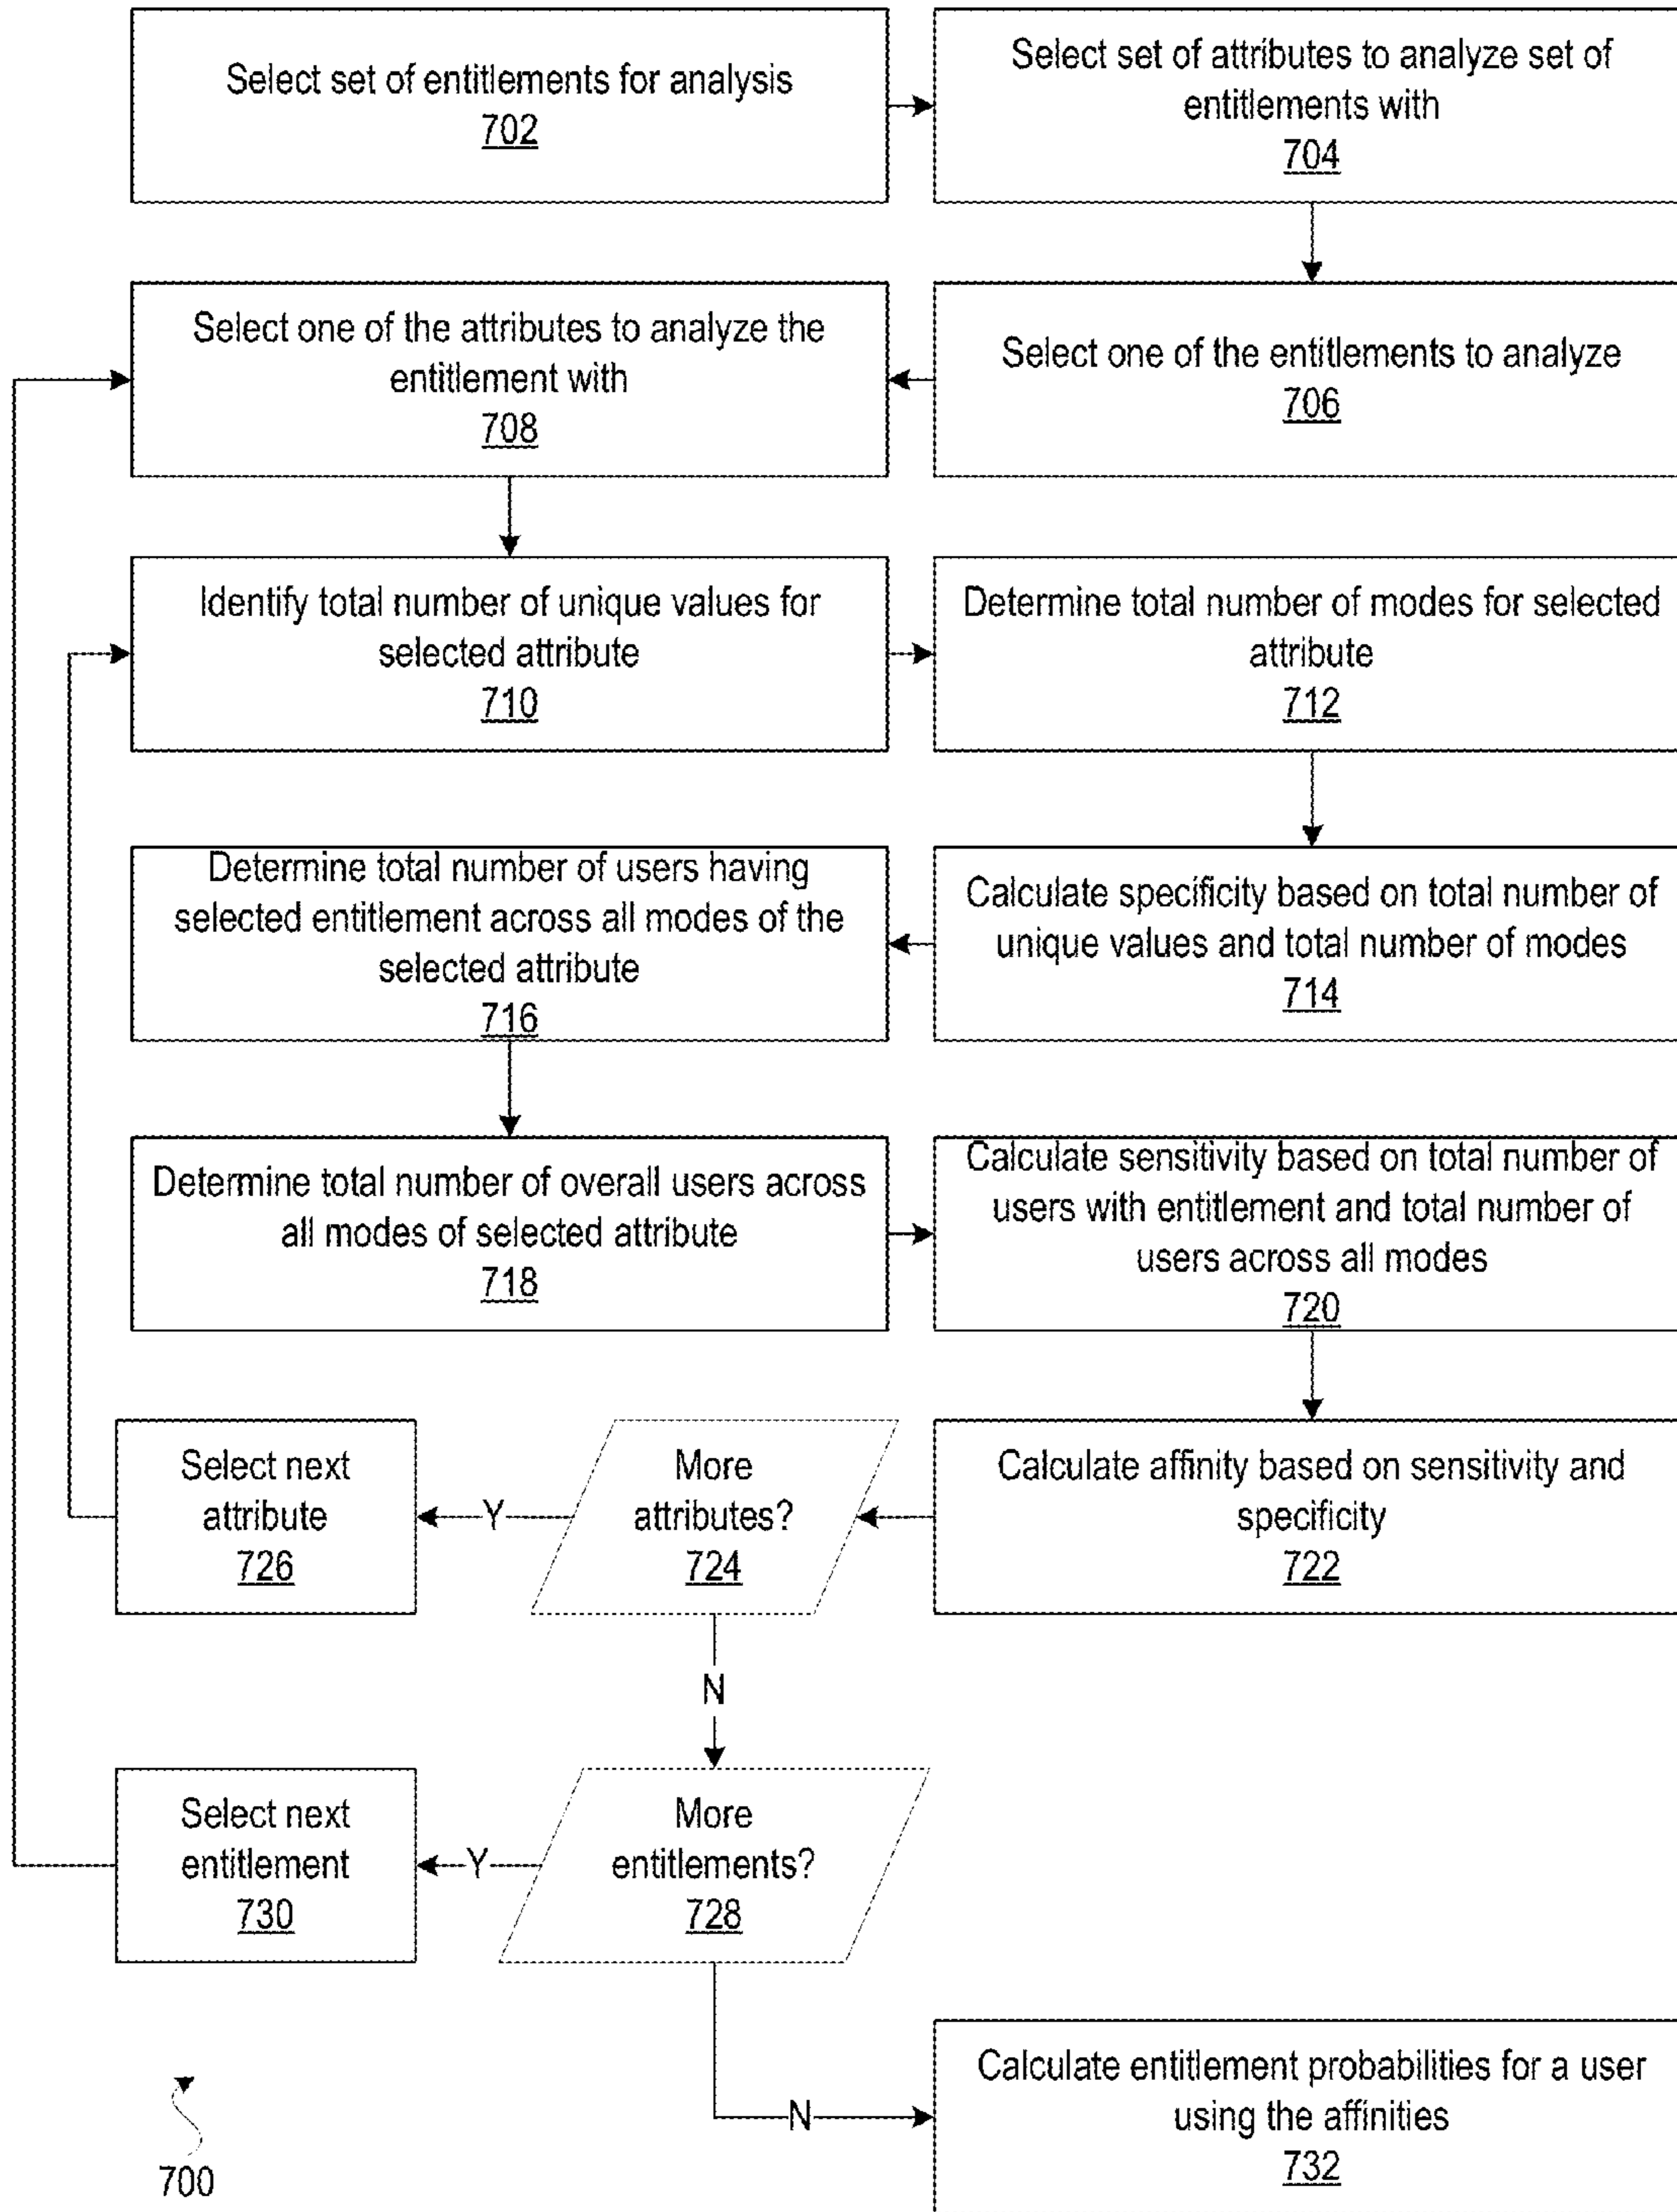 Select set of entitlements for analysis
702
Select set of attributes to analyze set of
entitlements with
704
Select one of the attributes to analyze the
entitlement with
708
Select one of the entitlements to analyze
706
Identify total number of unique values for
selected attribute
710
Determine total number of modes for selected
attribute
712
Determine total number of users having
selected entitlement across all modes of the
selected attribute
716
Calculate specificity based on total number of
unique values and total number of modes
714
Determine total number of overall users across
all modes of selected attribute
718
Calculate sensitivity based on total number of
users with entitlement and total number of
users across all modes
720
Select next
attribute
726
Y
More
attributes?
724
Calculate affinity based on sensitivity and
specificity
722
N
Select next
entitlement
730
Y
More
entitlements?
728
N
Calculate entitlement probabilities for a user
using the affinities
732
700